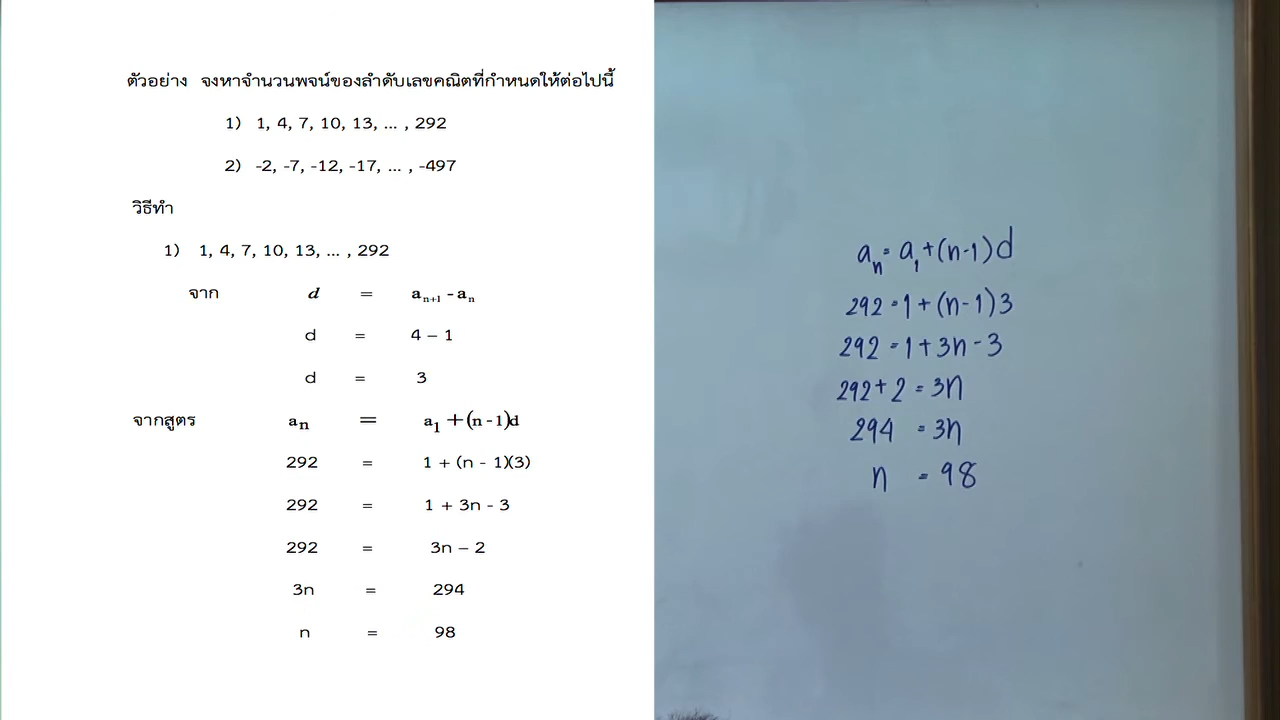 ตัวอย่าง จงหาจำนวนพจน์ของลำดับเลขคณิตที่กำหนดให้ต่อไปนี้
1) 1, 4, 7, 10, 13, ... , 292
2) -2, -7, -12, -17, ... , -497
วิธีทำ
1) 1, 4, 7, 10, 13, ... , 292
จาก d = aₙ₊₁ - aₙ
d = 4 – 1
d = 3
จากสูตร aₙ = a₁ + (n - 1)d
292 = 1 + (n - 1)(3)
292 = 1 + 3n - 3
292 = 3n – 2
3n = 294
n = 98
aₙ = a₁ + (n-1)d
292 = 1 + (n-1)3
292 = 1 + 3n - 3
292 + 2 = 3n
294 = 3n
n = 98